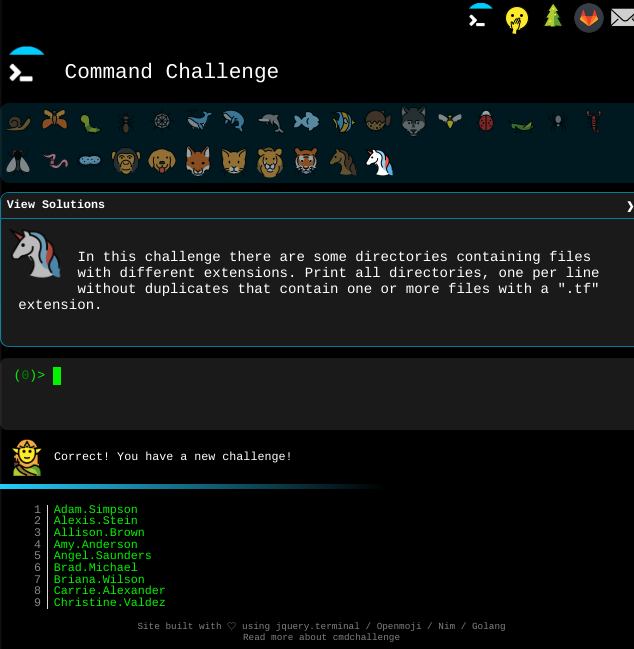 Command Challenge
View Solutions
In this challenge there are some directories containing files
with different extensions. Print all directories, one per line
without duplicates that contain one or more files with a ".tf"
extension.
(0)>
Correct! You have a new challenge!
1 Adam.Simpson
2 Alexis.Stein
3 Allison.Brown
4 Amy.Anderson
5 Angel.Saunders
6 Brad.Michael
7 Briana.Wilson
8 Carrie.Alexander
9 Christine.Valdez
Site built with ♡ using jquery.terminal / Openmoji / Nim / Golang
Read more about cmdchallenge